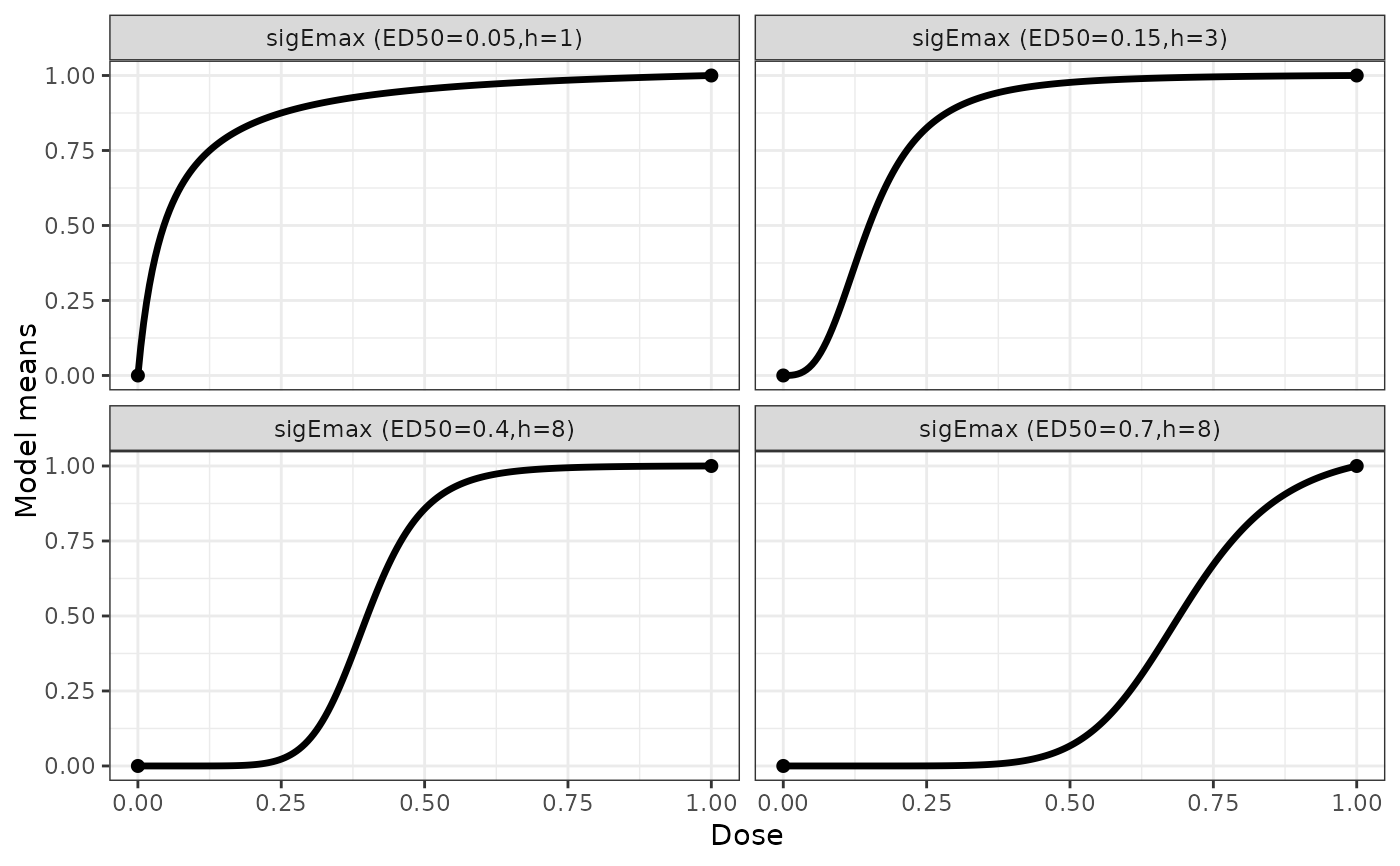 sigEmax (ED50=0.05,h=1)
sigEmax (ED50=0.15,h=3)
1.00
0.75
0.50
0.25
0.00
Model means
sigEmax (ED50=0.4,h=8)
sigEmax (ED50=0.7,h=8)
1.00
0.75
0.50
0.25
0.00
0.00 0.25 0.50 0.75 1.00
0.00 0.25 0.50 0.75 1.00
Dose